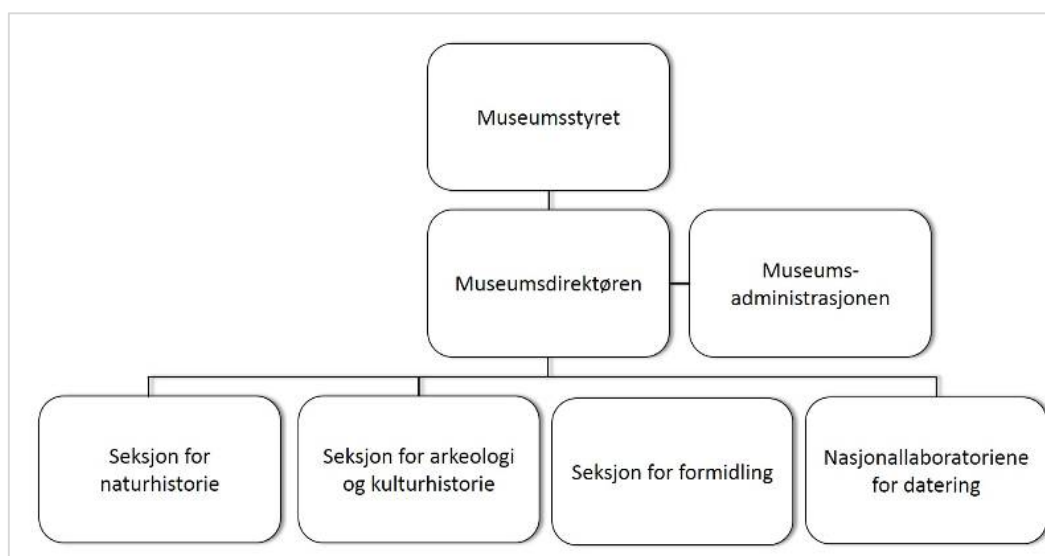 Museumsstyret
Museumsdirektøren
Museums-
administrasjonen
Seksjon for
naturhistorie
Seksjon for arkeologi
og kulturhistorie
Seksjon for formidling
Nasjonallaboratoriene
for datering